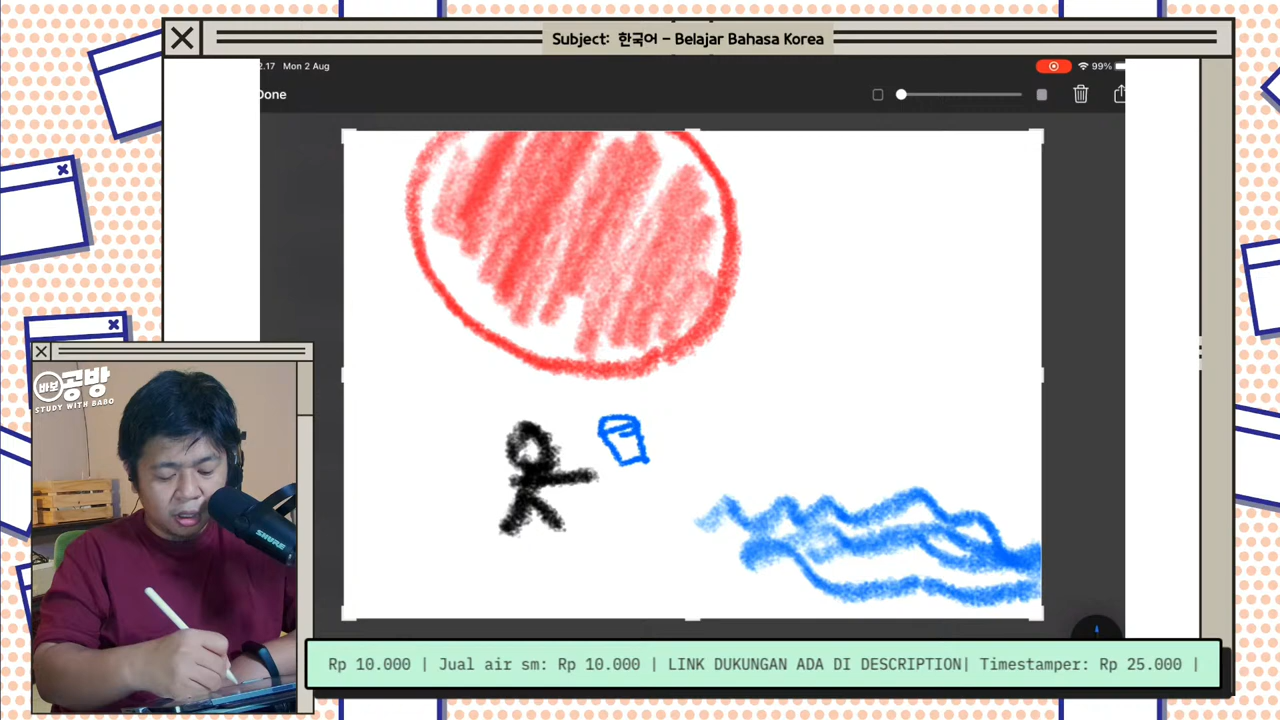 Subject: 한국어 - Belajar Bahasa Korea
2.17 Mon 2 Aug
99%
Done
바보 공방
STUDY WITH BABO
SHURE
Rp 10.000 | Jual air sm: Rp 10.000 | LINK DUKUNGAN ADA DI DESCRIPTION| Timestamper: Rp 25.000 |